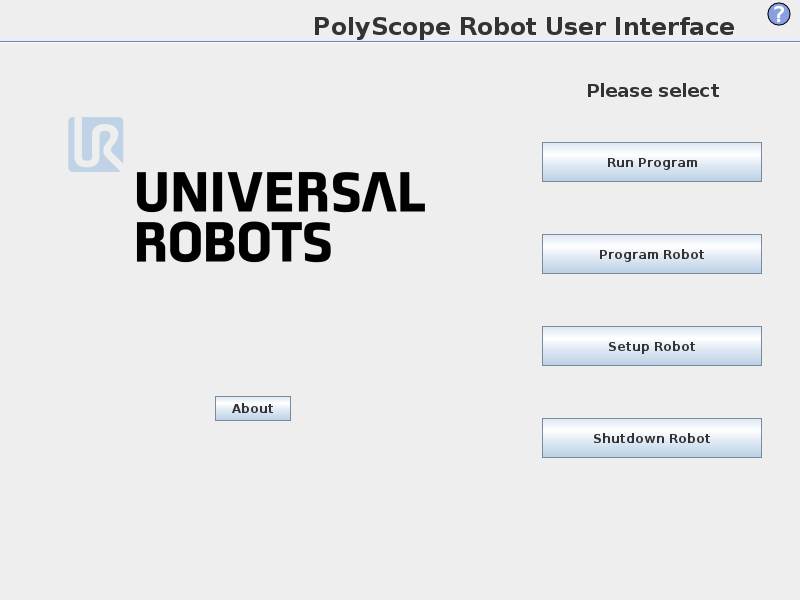 PolyScope Robot User Interface
?
Please select
UR
UNIVERSAL
ROBOTS
Run Program
Program Robot
Setup Robot
About
Shutdown Robot